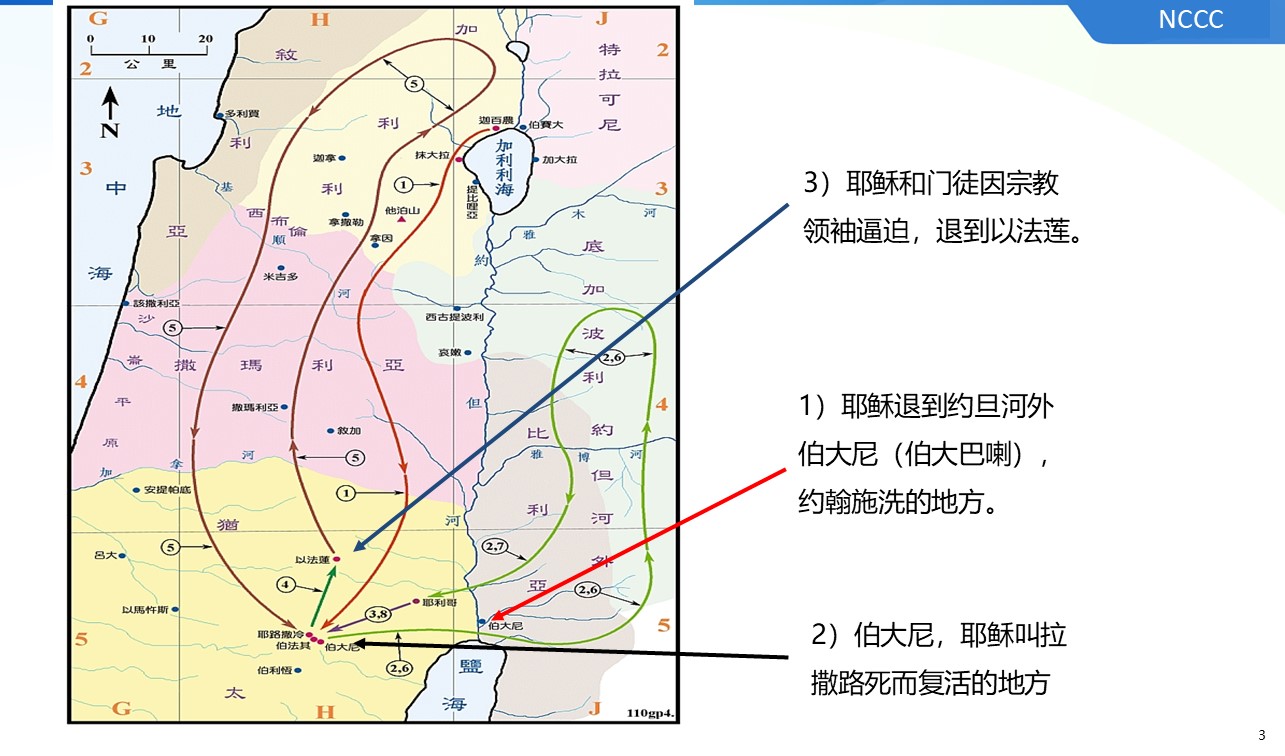 NCCC
G H J
0 10 20
公 里
N
2
3
4
5
2
3
4
5
G H J
地
中
海
敘
利
亞
加
利
利
特
拉
可
尼
多利買
迦百農
伯賽大
加利利海
抹大拉
加大拉
迦拿
提比哩亞
基
順
河
西布倫
拿撒勒
他泊山
拿因
米吉多
雅
木
河
約
但
河
底
加
波
利
西古提波利
哀嫩
該撒利亞
沙
崙
平
原
撒
瑪
利
亞
撒瑪利亞
敘加
加
拿
河
安提帕底
比
利
亞
約
但
河
外
雅
博
河
猶
太
呂大
以法蓮
以馬忤斯
耶利哥
伯大尼
耶路撒冷
伯法其
伯大尼
伯利恆
鹽
海
5
1
5
5
1
5
4
3,8
2,6
2,6
2,7
2,6
110gp4.
3）耶稣和门徒因宗教
领袖逼迫，退到以法莲。
1）耶稣退到约旦河外
伯大尼（伯大巴喇），
约翰施洗的地方。
2）伯大尼，耶稣叫拉
撒路死而复活的地方
3